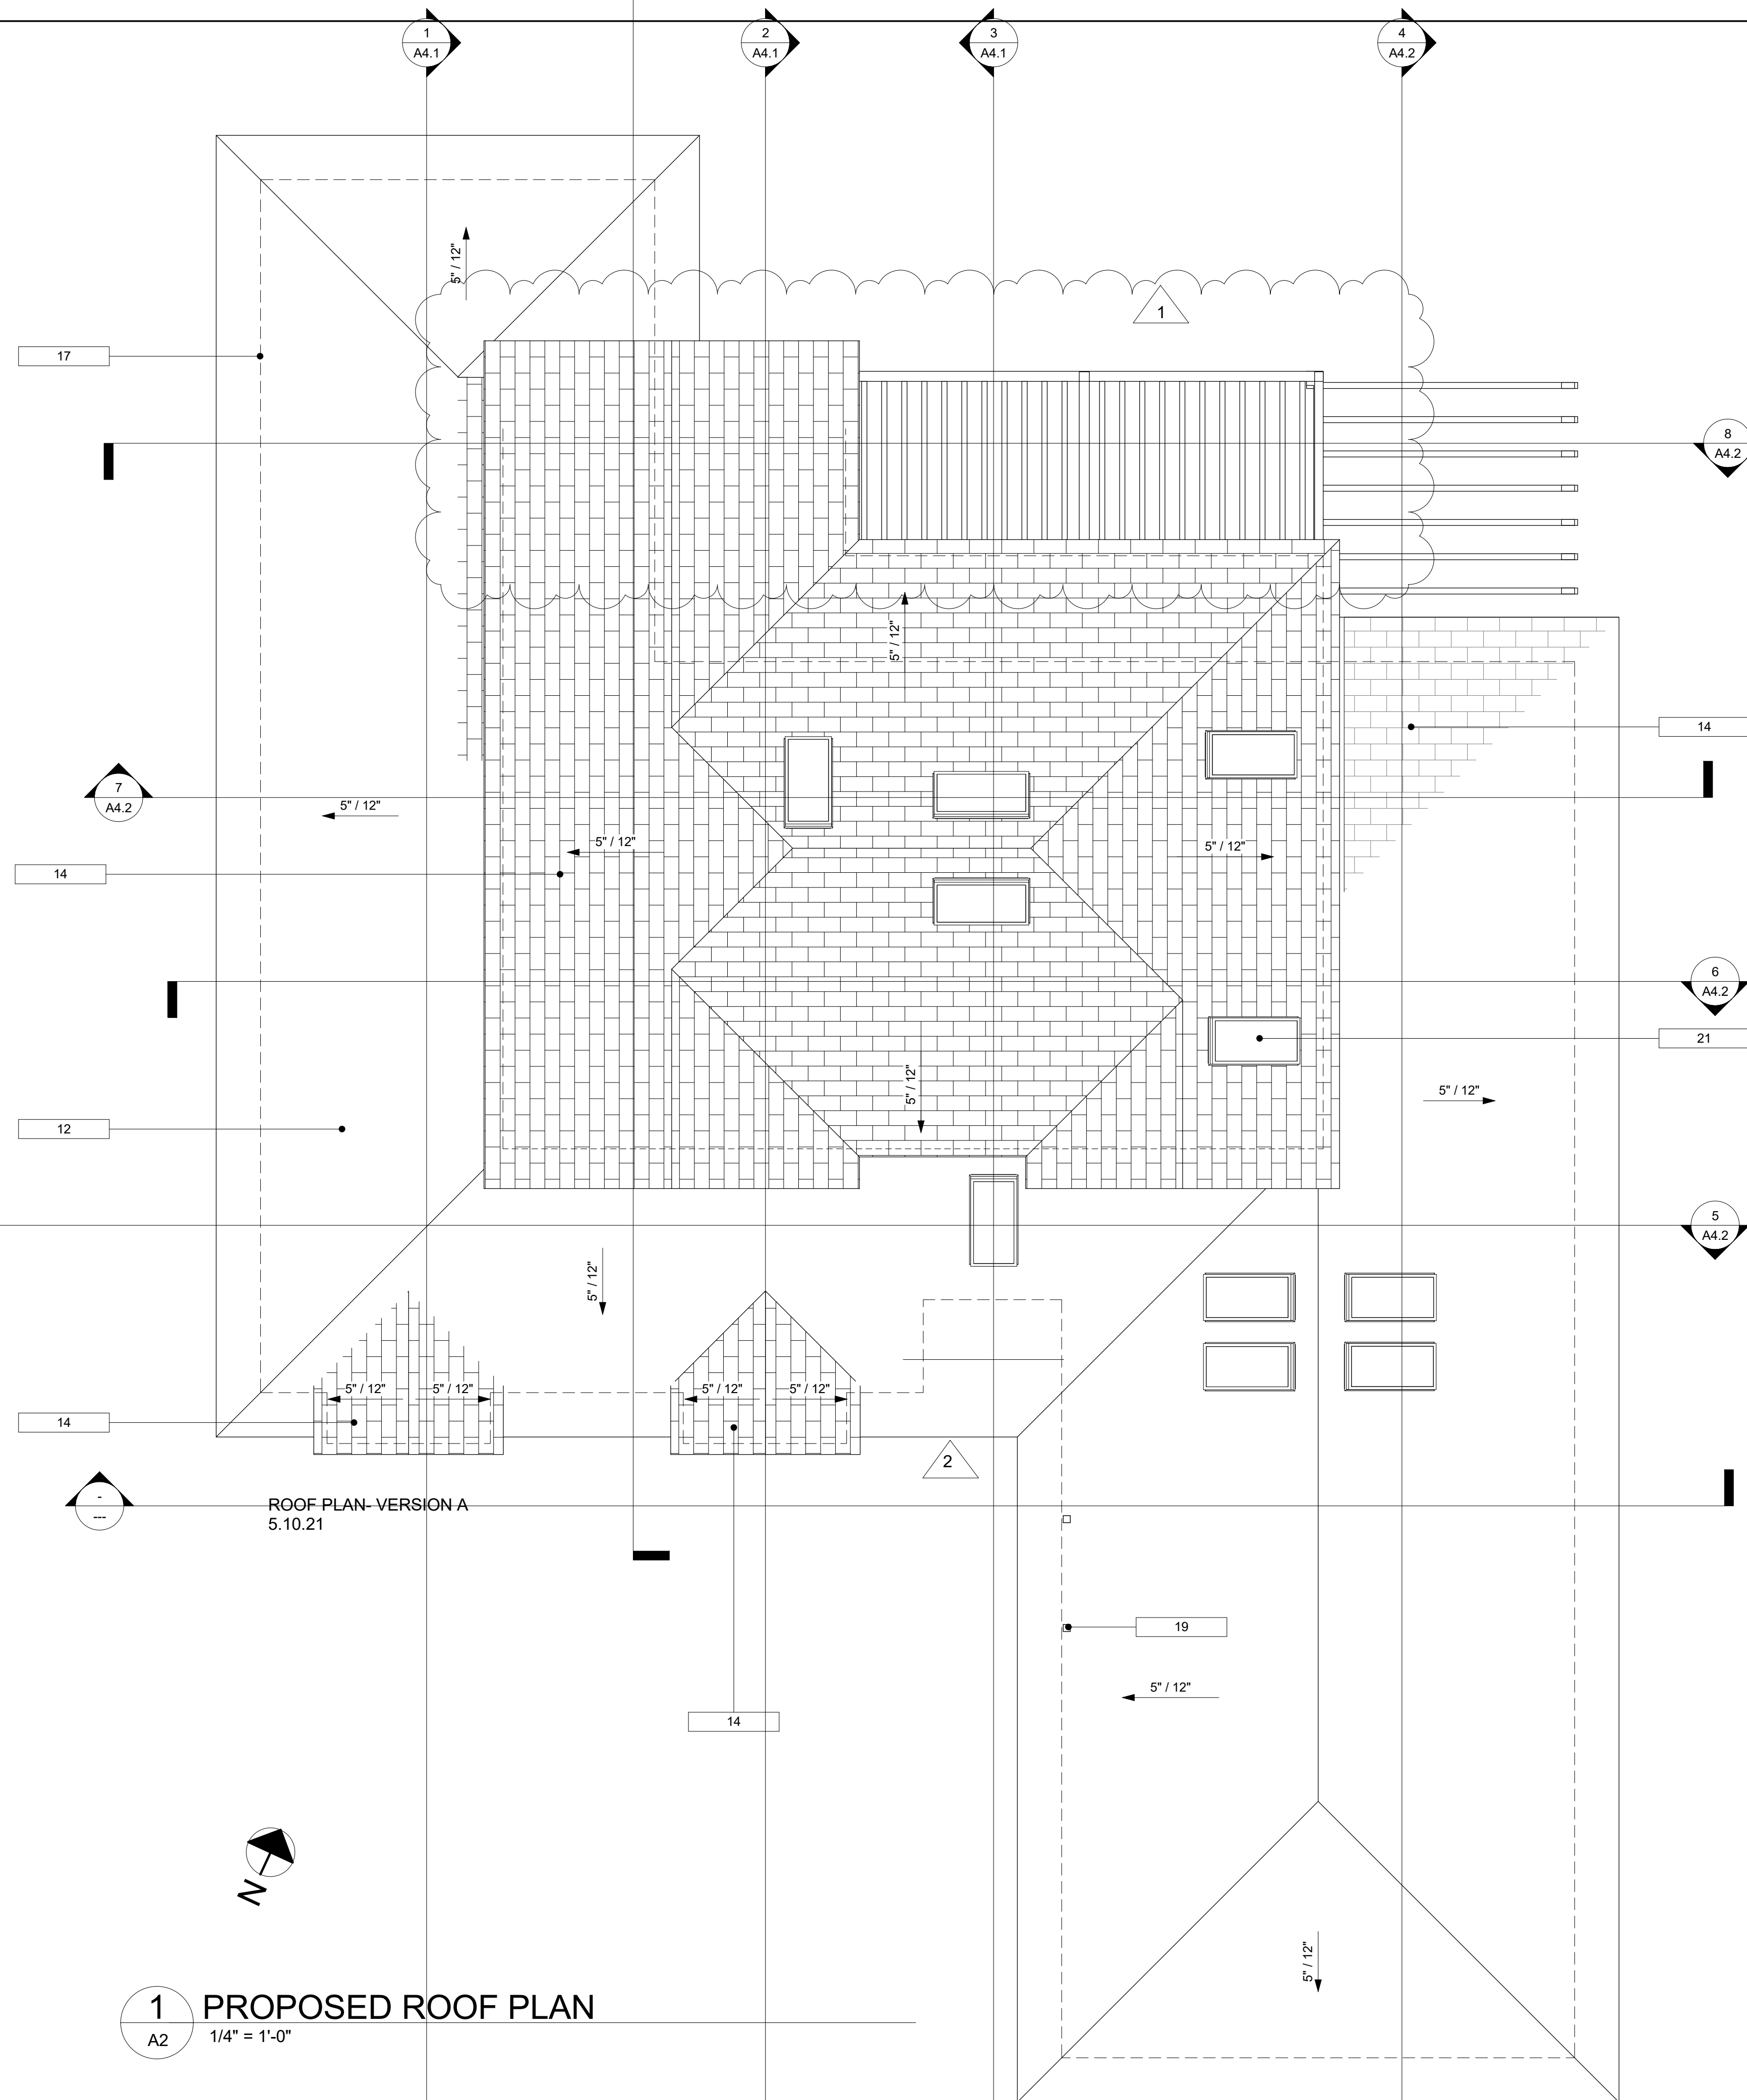 1
A4.1
2
A4.1
3
A4.1
4
A4.2
5" / 12"
1
17
8
A4.2
5" / 12"
14
7
A4.2
5" / 12"
5" / 12"
5" / 12"
14
6
A4.2
21
5" / 12"
5" / 12"
12
5
A4.2
5" / 12"
5" / 12"
5" / 12"
5" / 12"
5" / 12"
14
2
-
---
ROOF PLAN- VERSION A
5.10.21
19
5" / 12"
14
N
5" / 12"
1
A2
PROPOSED ROOF PLAN
1/4" = 1'-0"